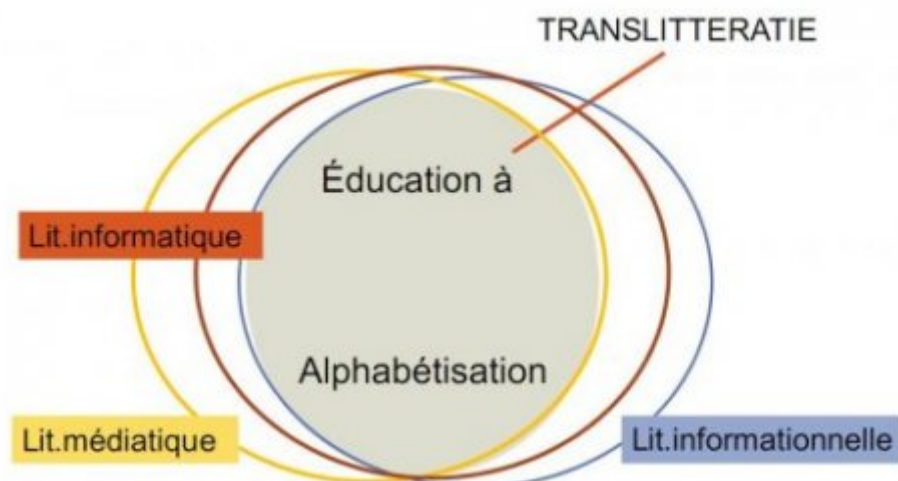 TRANSLITTERATIE
Éducation à
Lit.informatique
Alphabétisation
Lit.médiatique
Lit.informationnelle